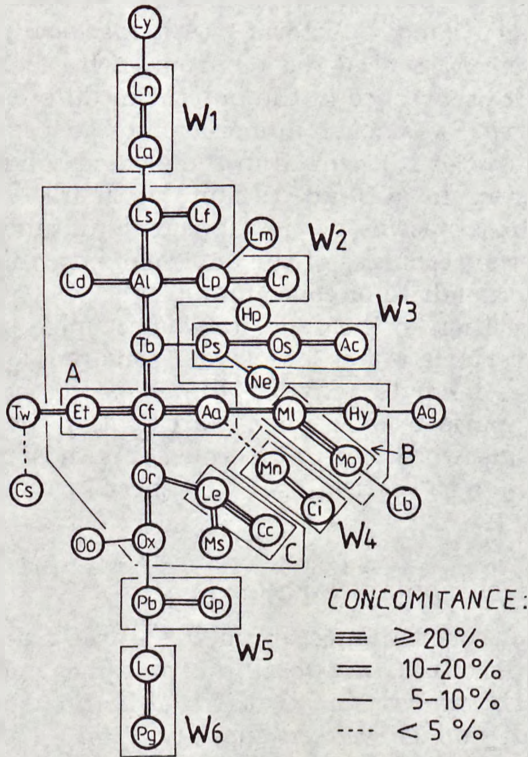 Ly
Ln
W1
La
Ls Lf
Lm W2
Ld Al Lp Lr
Hp W3
Tb Ps Os Ac
A Ne
Tw Et Cf Aa Ml Hy Ag
B
Cs Or Mn Mo
Le Ci Lb
Oo Ox Ms Cc C W4
Pb Gp
W5
Lc
Pg W6
CONCOMITANCE:
≥ 20 %
10-20 %
5-10 %
< 5 %